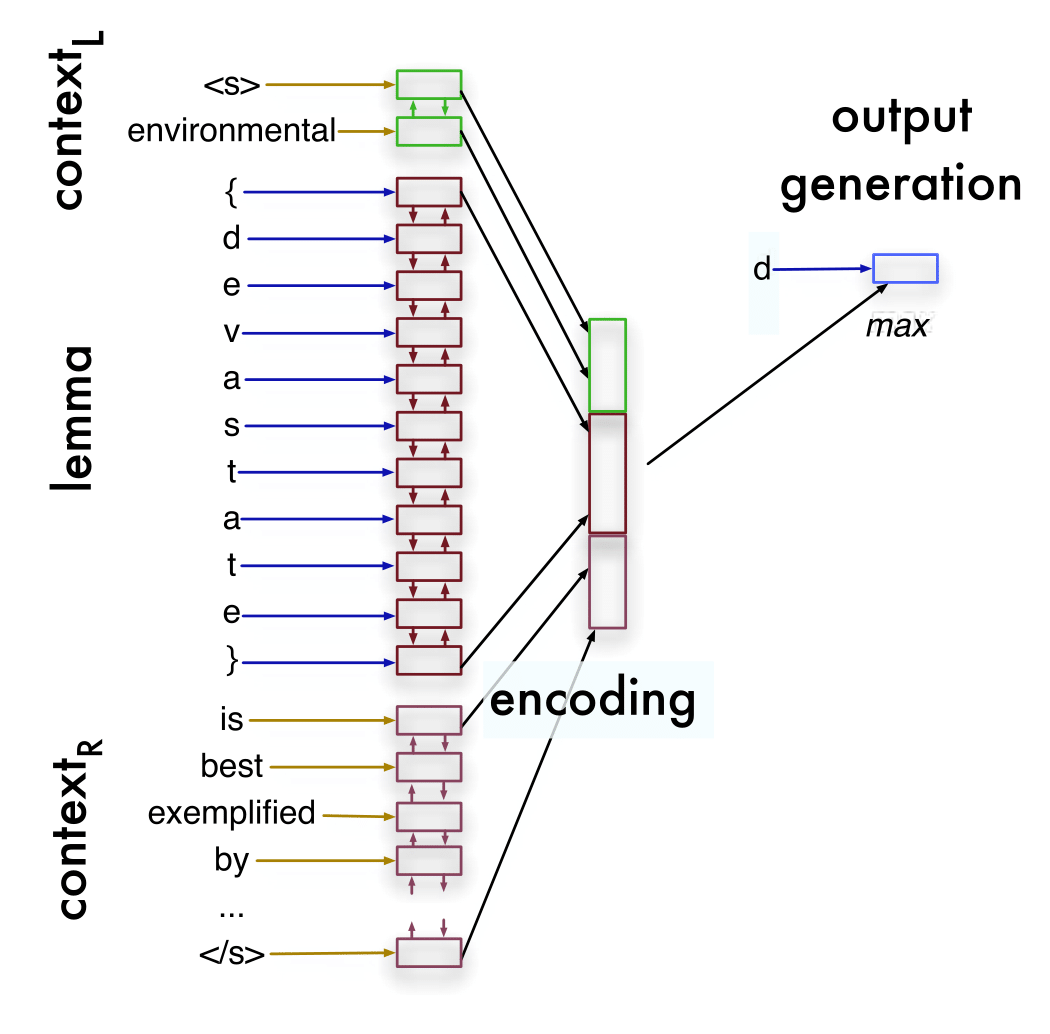 context_L
<s>
environmental
lemma
{
d
e
v
a
s
t
a
t
e
}
context_R
is
best
exemplified
by
...
</s>
encoding
output
generation
d
max